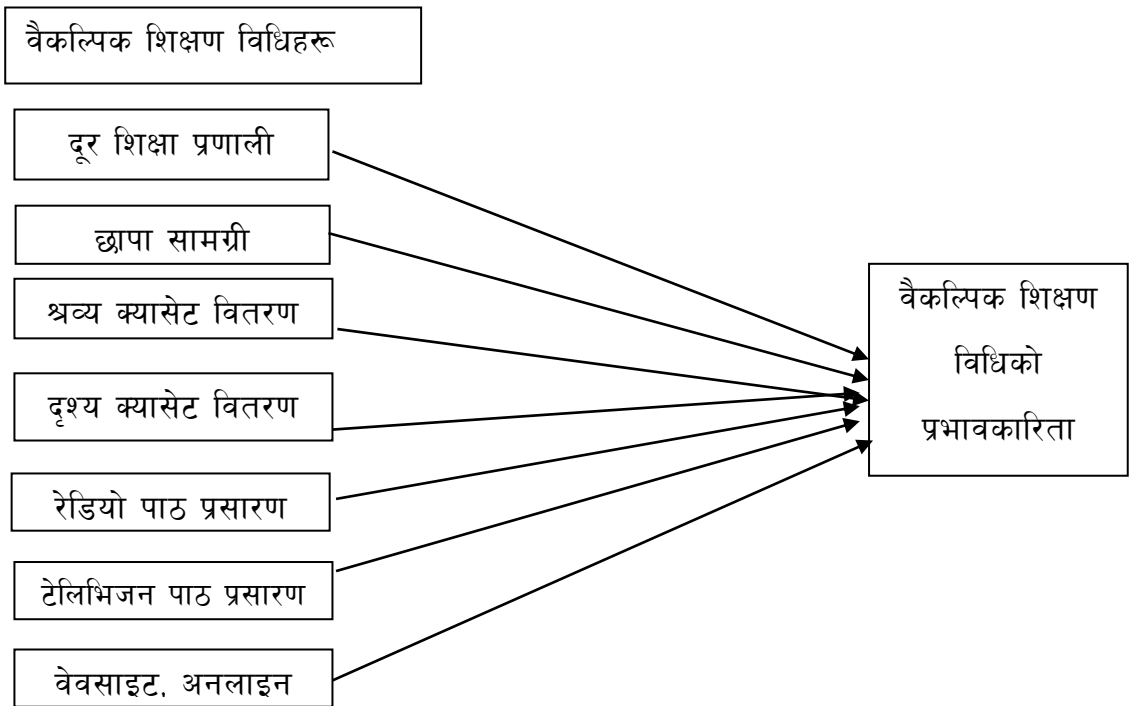 वैकल्पिक शिक्षण विधिहरू
दूर शिक्षा प्रणाली
छापा सामग्री
श्रव्य क्यासेट वितरण
दृश्य क्यासेट वितरण
रेडियो पाठ प्रसारण
टेलिभिजन पाठ प्रसारण
वेवसाइट, अनलाइन
वैकल्पिक शिक्षण
विधिको
प्रभावकारिता